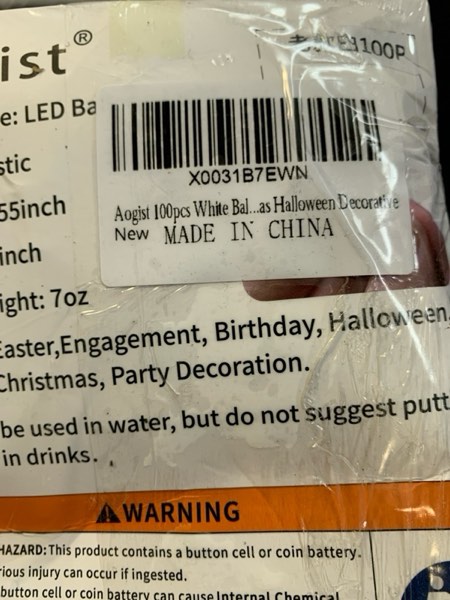 ist®
1100P
e: LED Ba
X0031B7EWN
stic
Aogist 100pcs White Bal...as Halloween Decorative
55inch
New MADE IN CHINA
inch
ight: 7oz
Easter,Engagement, Birthday, Halloween,
Christmas, Party Decoration.
be used in water, but do not suggest putt
in drinks.
WARNING
HAZARD: This product contains a button cell or coin battery.
rious injury can occur if ingested.
button cell or coin battery can cause Internal Chemical